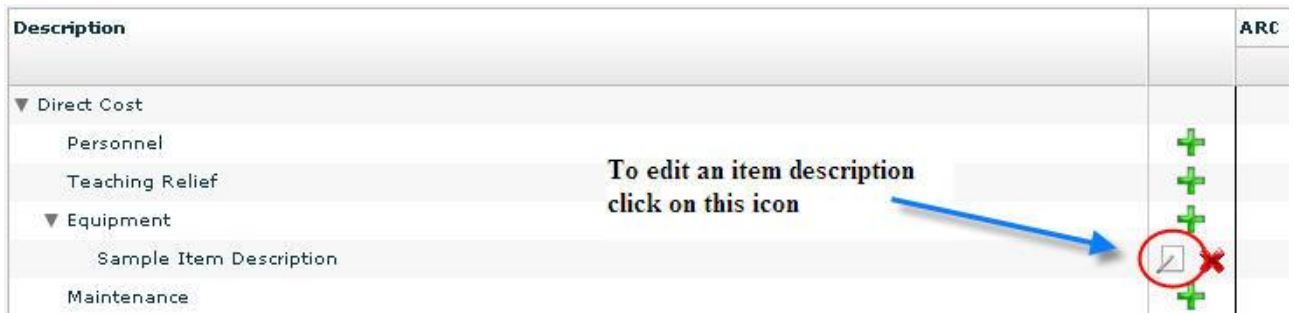 Description
ARC
Direct Cost
Personnel
Teaching Relief
To edit an item description
click on this icon
Equipment
Sample Item Description
Maintenance